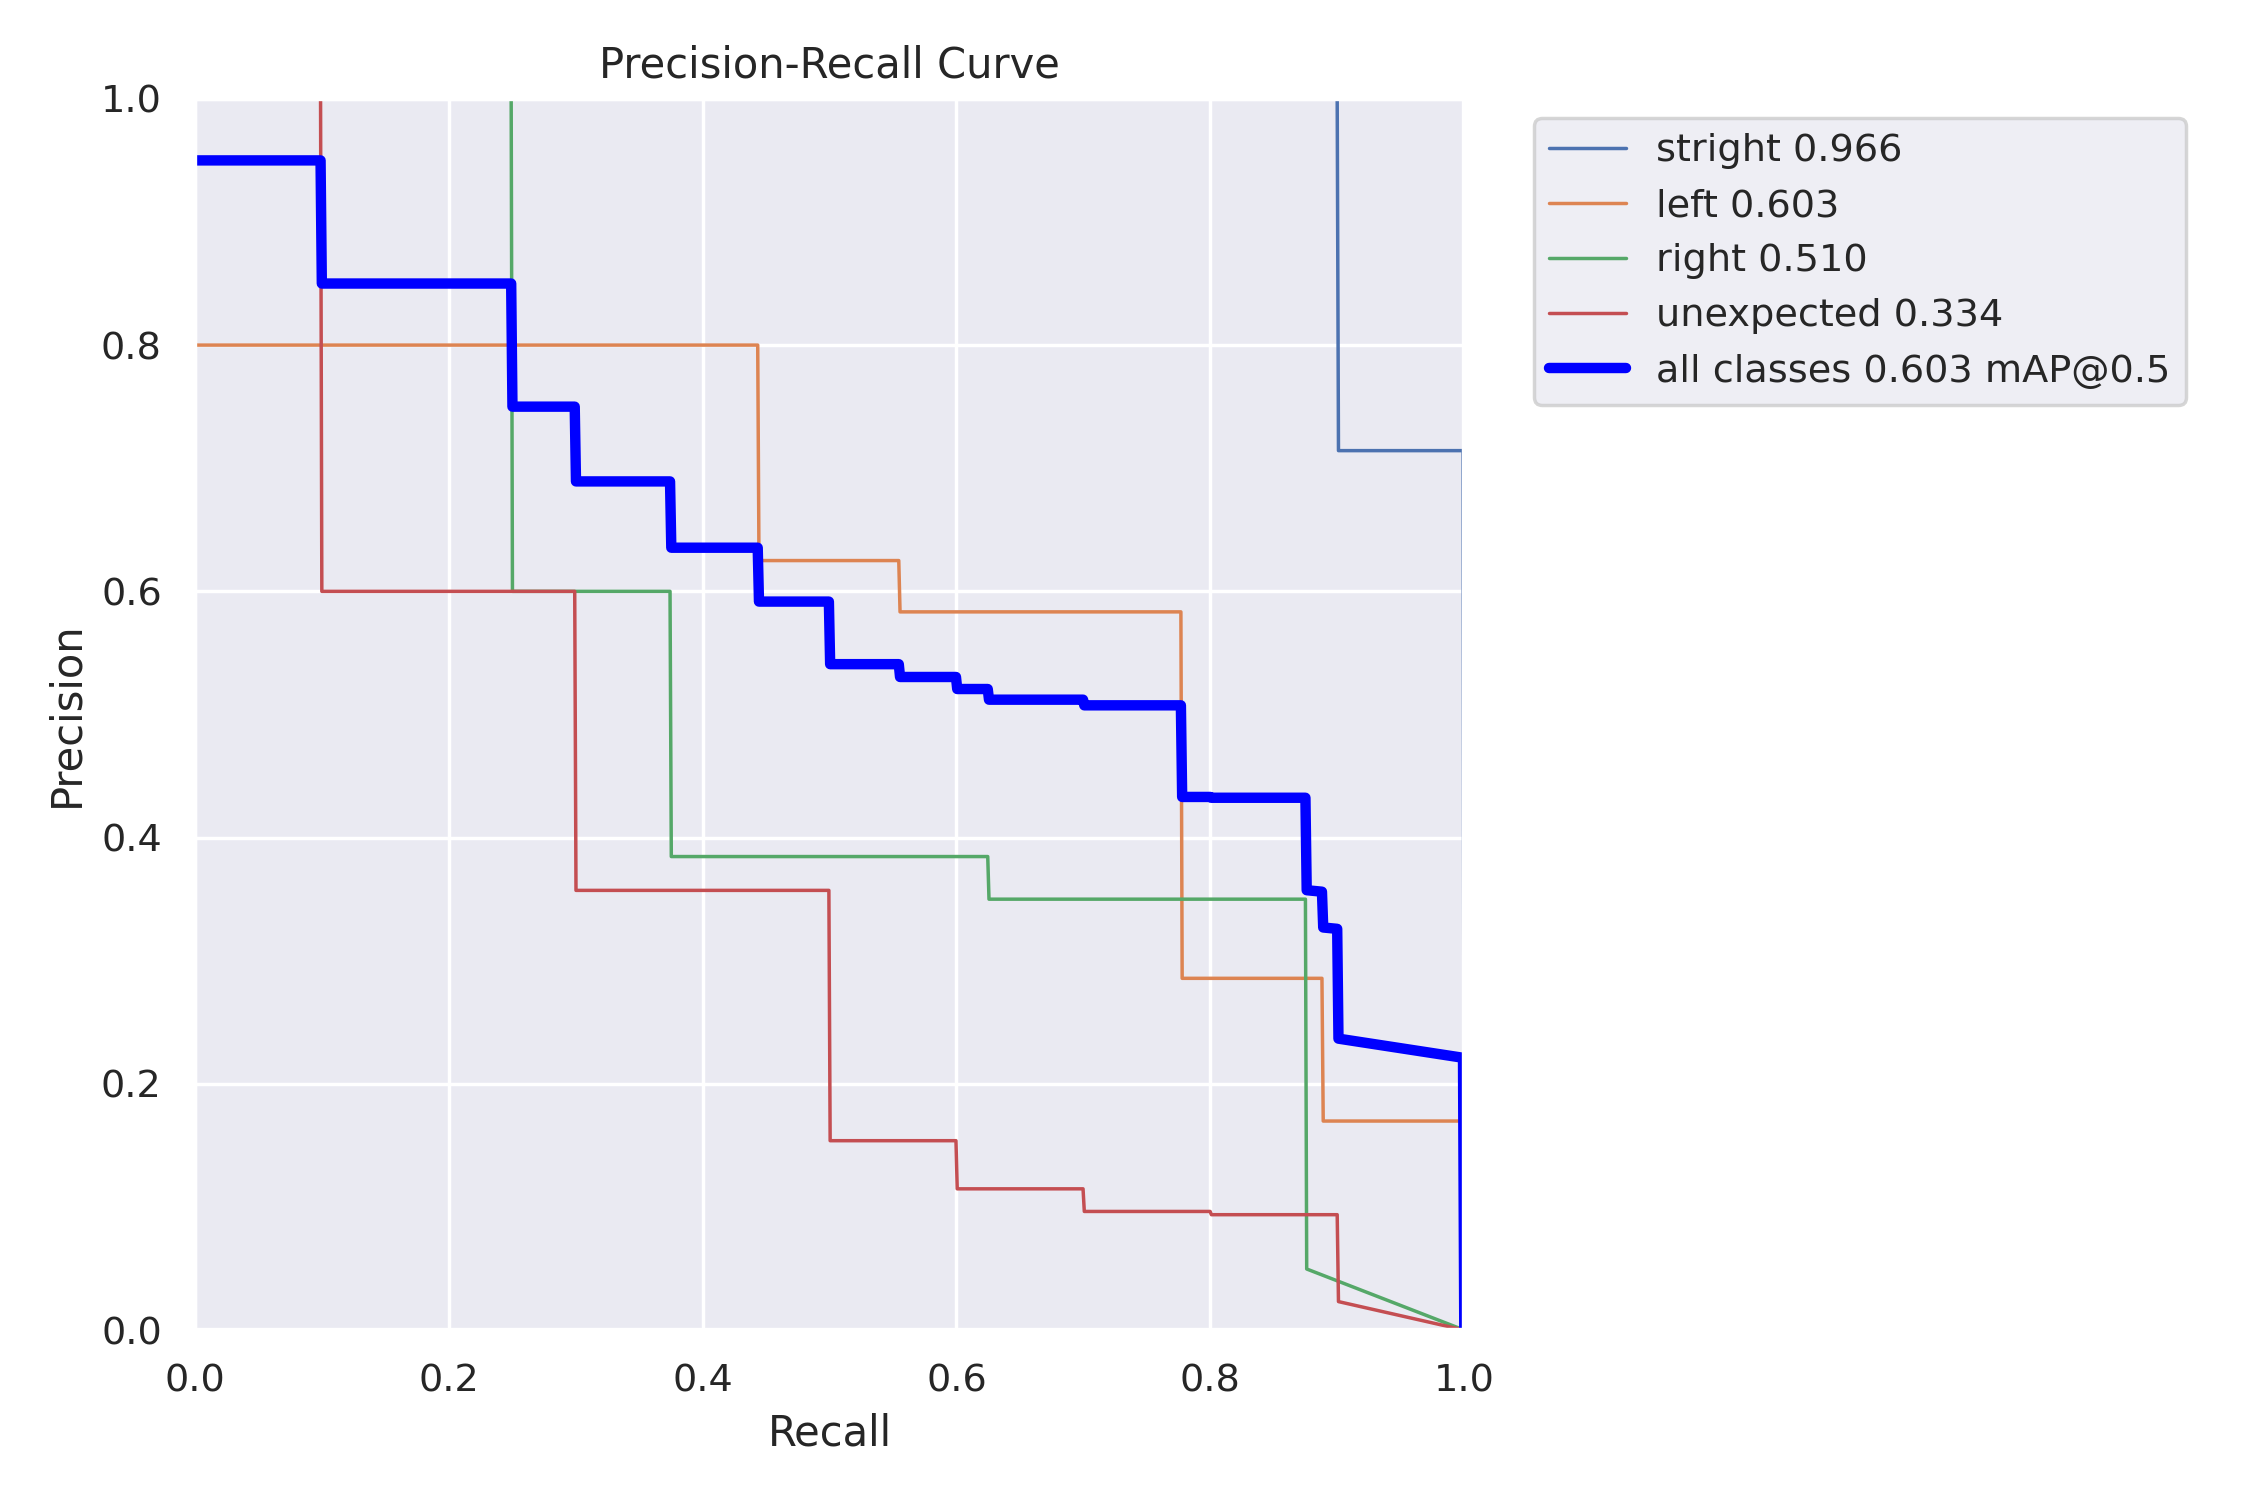 Precision-Recall Curve
1.0
0.8
0.6
0.4
0.2
0.0
Precision
0.0 0.2 0.4 0.6 0.8 1.0
Recall
stright 0.966
left 0.603
right 0.510
unexpected 0.334
all classes 0.603 mAP@0.5